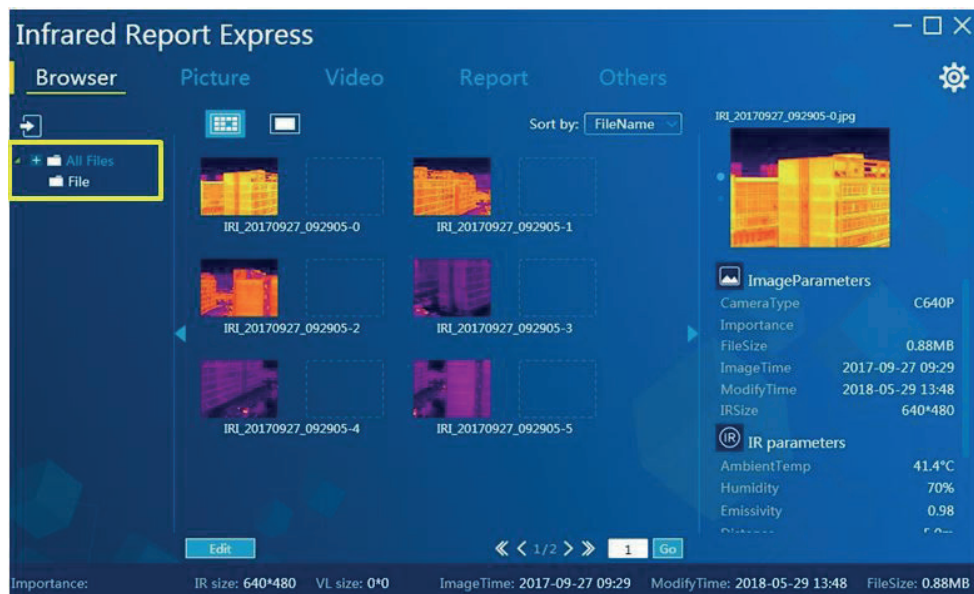 Infrared Report Express
Browser Picture Video Report Others
Sort by: FileName
All Files
File
IRI_20170927_092905-0 IRI_20170927_092905-1
IRI_20170927_092905-2 IRI_20170927_092905-3
IRI_20170927_092905-4 IRI_20170927_092905-5
Edit
1/2 1 Go
IRI_20170927_092905-0.jpg
ImageParameters
CameraType C640P
Importance
FileSize 0.88MB
ImageTime 2017-09-27 09:29
ModifyTime 2018-05-29 13:48
IRSize 640*480
IR IR parameters
AmbientTemp 41.4°C
Humidity 70%
Emissivity 0.98
Importance: IR size: 640*480 VL size: 0*0 ImageTime: 2017-09-27 09:29 ModifyTime: 2018-05-29 13:48 FileSize: 0.88MB